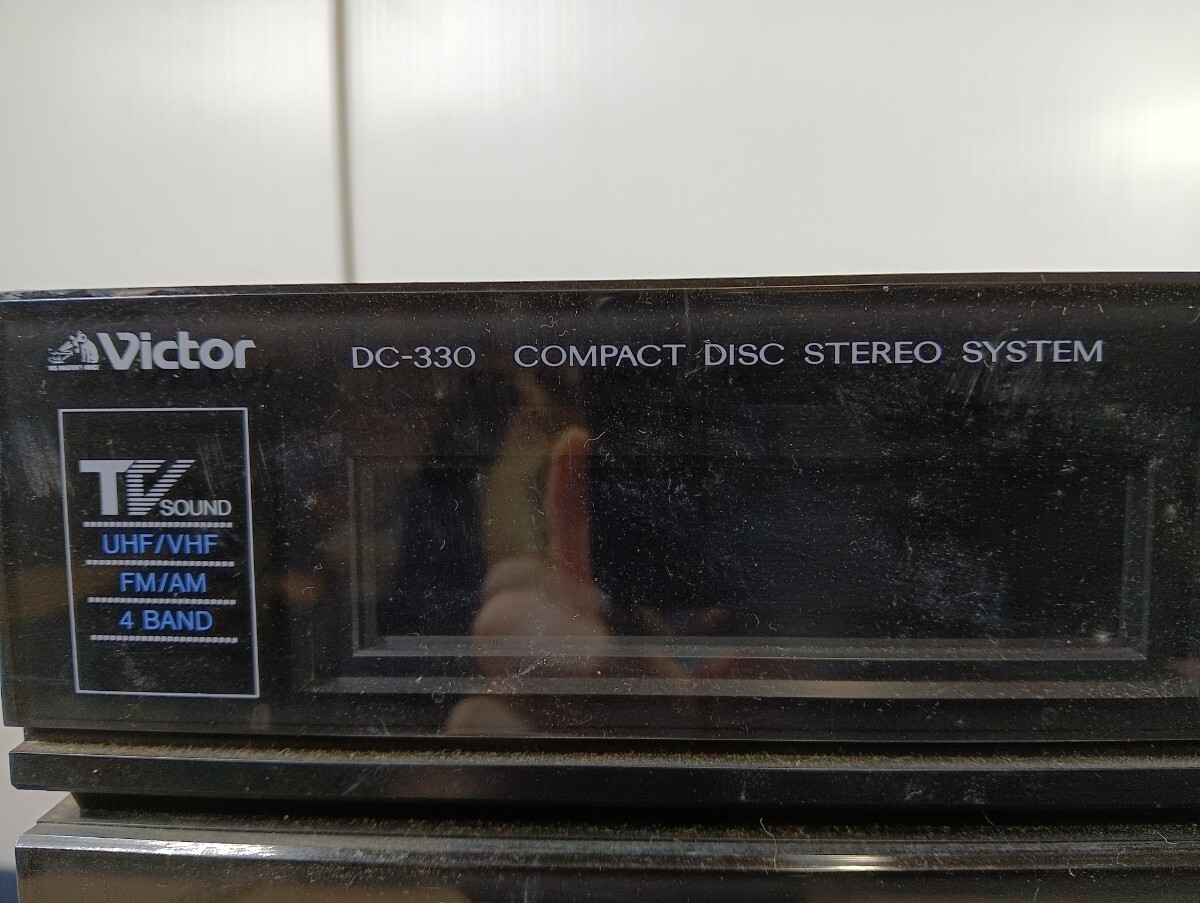 Victor
DC-330 COMPACT DISC STEREO SYSTEM
TV SOUND
UHF/VHF
FM/AM
4 BAND